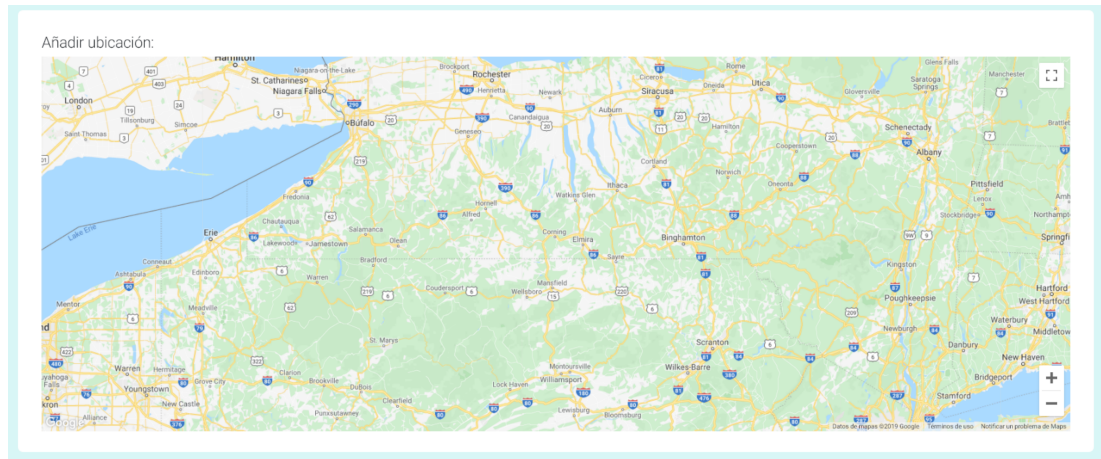 Añadir ubicación:
Hamilton
Niagara-on-the-Lake
St. Catharines
Niagara Falls
London
Tillsonburg
Simcoe
Saint Thomas
Búfalo
Brockport
Rochester
Henrietta
Newark
Canandaigua
Geneseo
Cicero
Siracusa
Auburn
Rome
Oneida
Utica
Hamilton
Gloversville
Glens Falls
Saratoga
Springs
Manchester
Schenectady
Albany
Cooperstown
Cortland
Norwich
Oneonta
Ithaca
Watkins Glen
Pittsfield
Lenox
Stockbridge
Fredonia
Chautauqua
Lakewood
Jamestown
Salamanca
Olean
Hornell
Alfred
Corning
Elmira
Sayre
Binghamton
Lake Erie
Erie
Conneaut
Ashtabula
Edinboro
Warren
Bradford
Coudersport
Mansfield
Wellsboro
Kingston
Poughkeepsie
Hartford
West Hartford
Waterbury
Newburgh
Danbury
New Haven
Bridgeport
Stamford
Mentor
Meadville
St. Marys
Scranton
Wilkes-Barre
Montoursville
Williamsport
Lock Haven
Lewisburg
Bloomsburg
Warren
Hermitage
Grove City
Youngstown
New Castle
Alliance
Clarion
Brookville
DuBois
Clearfield
Punxsutawney
Google
Datos de mapas ©2019 Google
Términos de uso
Notificar un problema de Maps